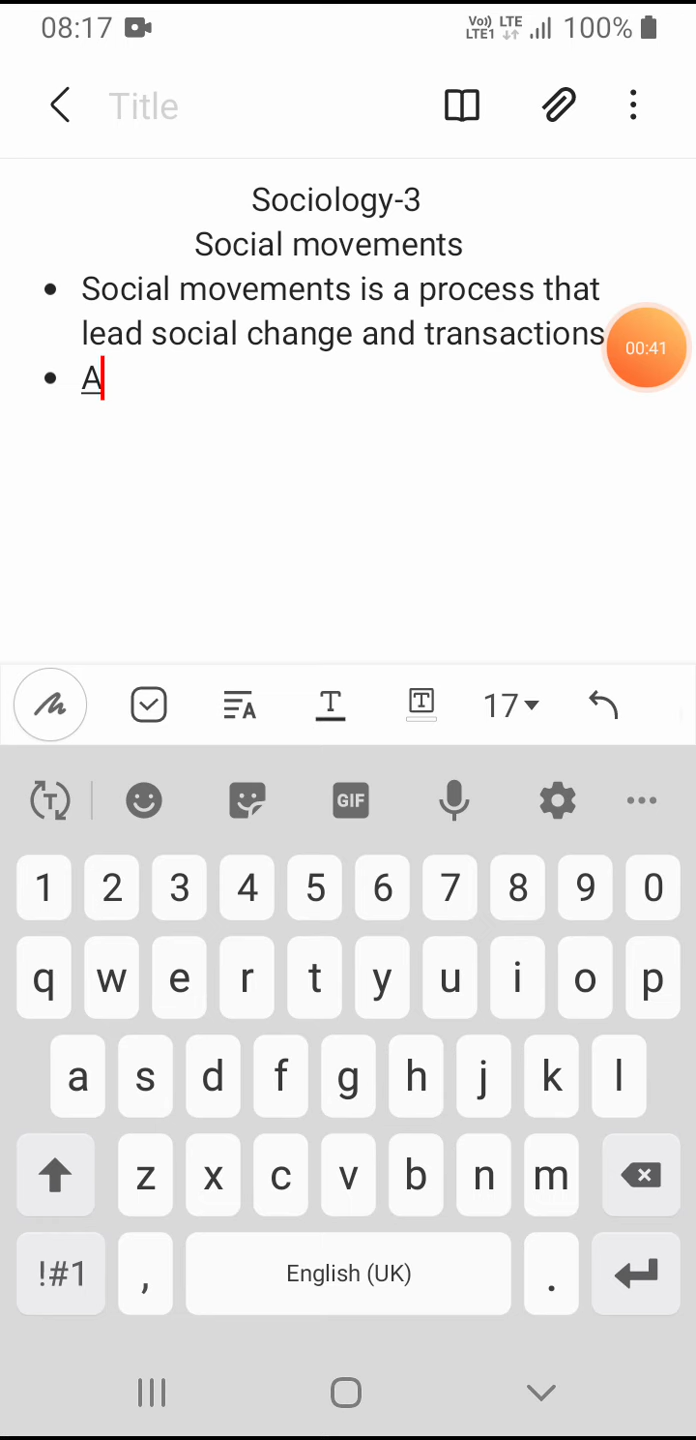 08:17 Vo)) LTE LTE1 100%
Title
Sociology-3
Social movements
• Social movements is a process that
lead social change and transactions
00:41
• A
17
T GIF
1 2 3 4 5 6 7 8 9 0
q w e r t y u i o p
a s d f g h j k l
z x c v b n m
!#1 , English (UK) .